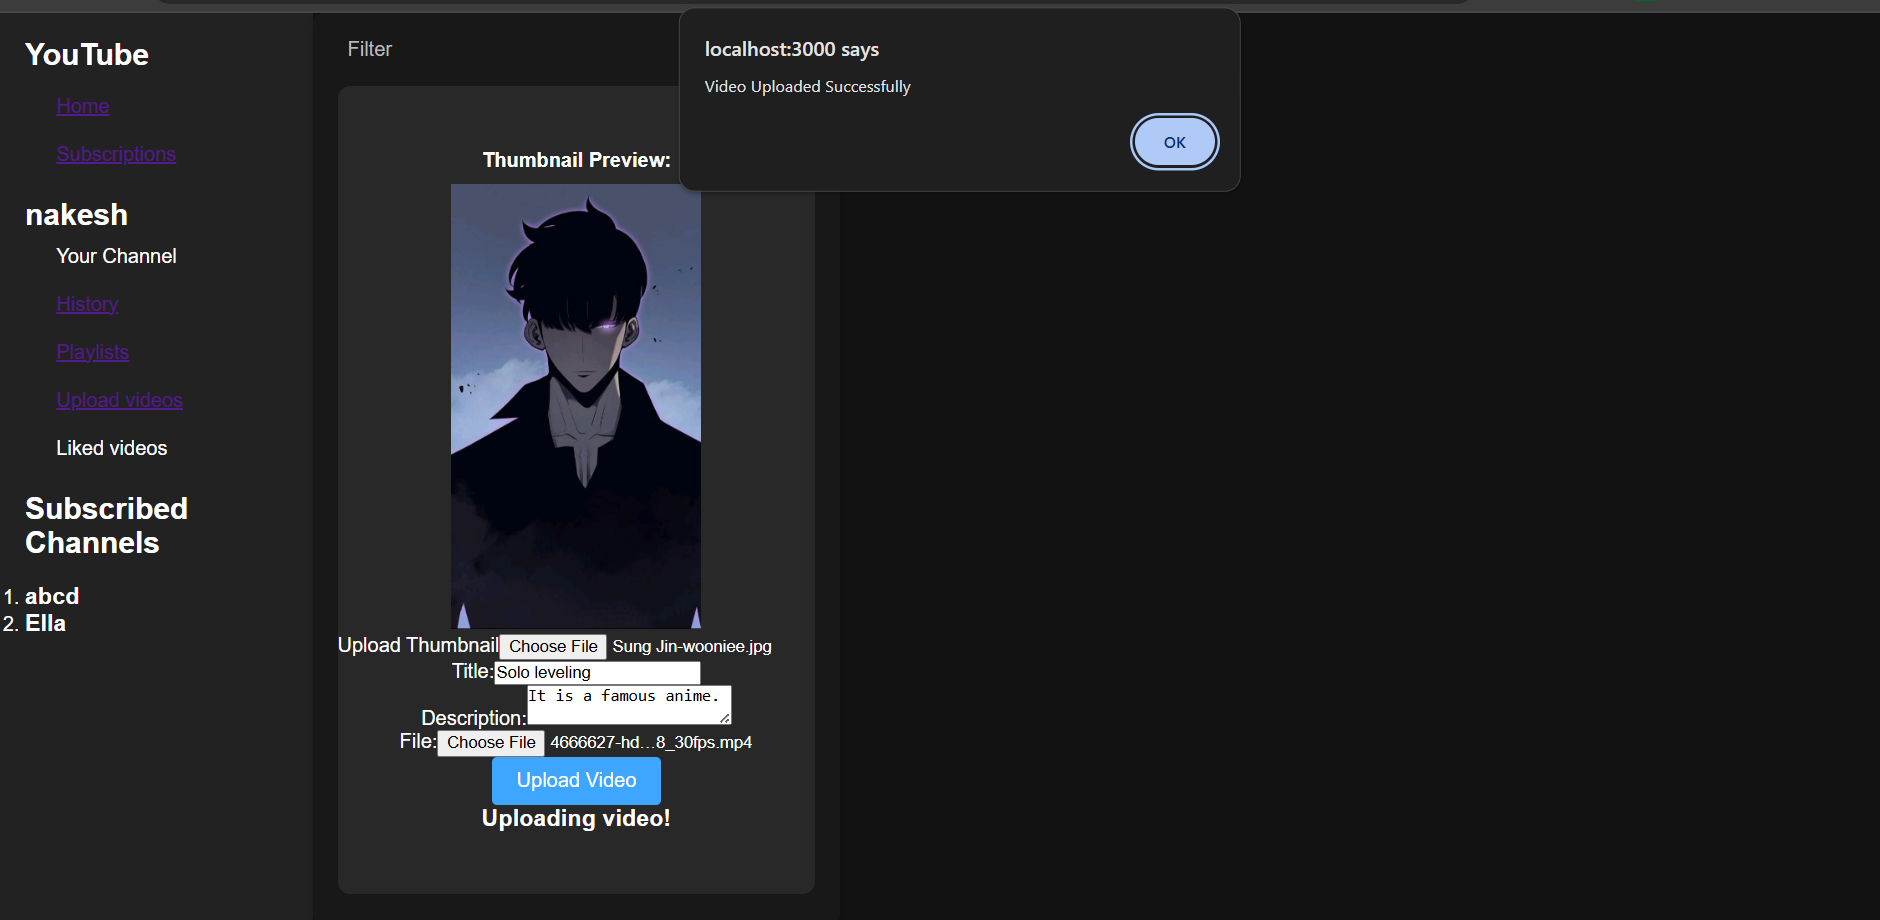 YouTube
Home
Subscriptions
nakesh
Your Channel
History
Playlists
Upload videos
Liked videos
Subscribed
Channels
1. abcd
2. Ella
Filter
localhost:3000 says
Video Uploaded Successfully
OK
Thumbnail Preview:
Upload Thumbnail Choose File Sung Jin-wooniee.jpg
Title: Solo leveling
Description: It is a famous anime.
File: Choose File 4666627-hd...8_30fps.mp4
Upload Video
Uploading video!